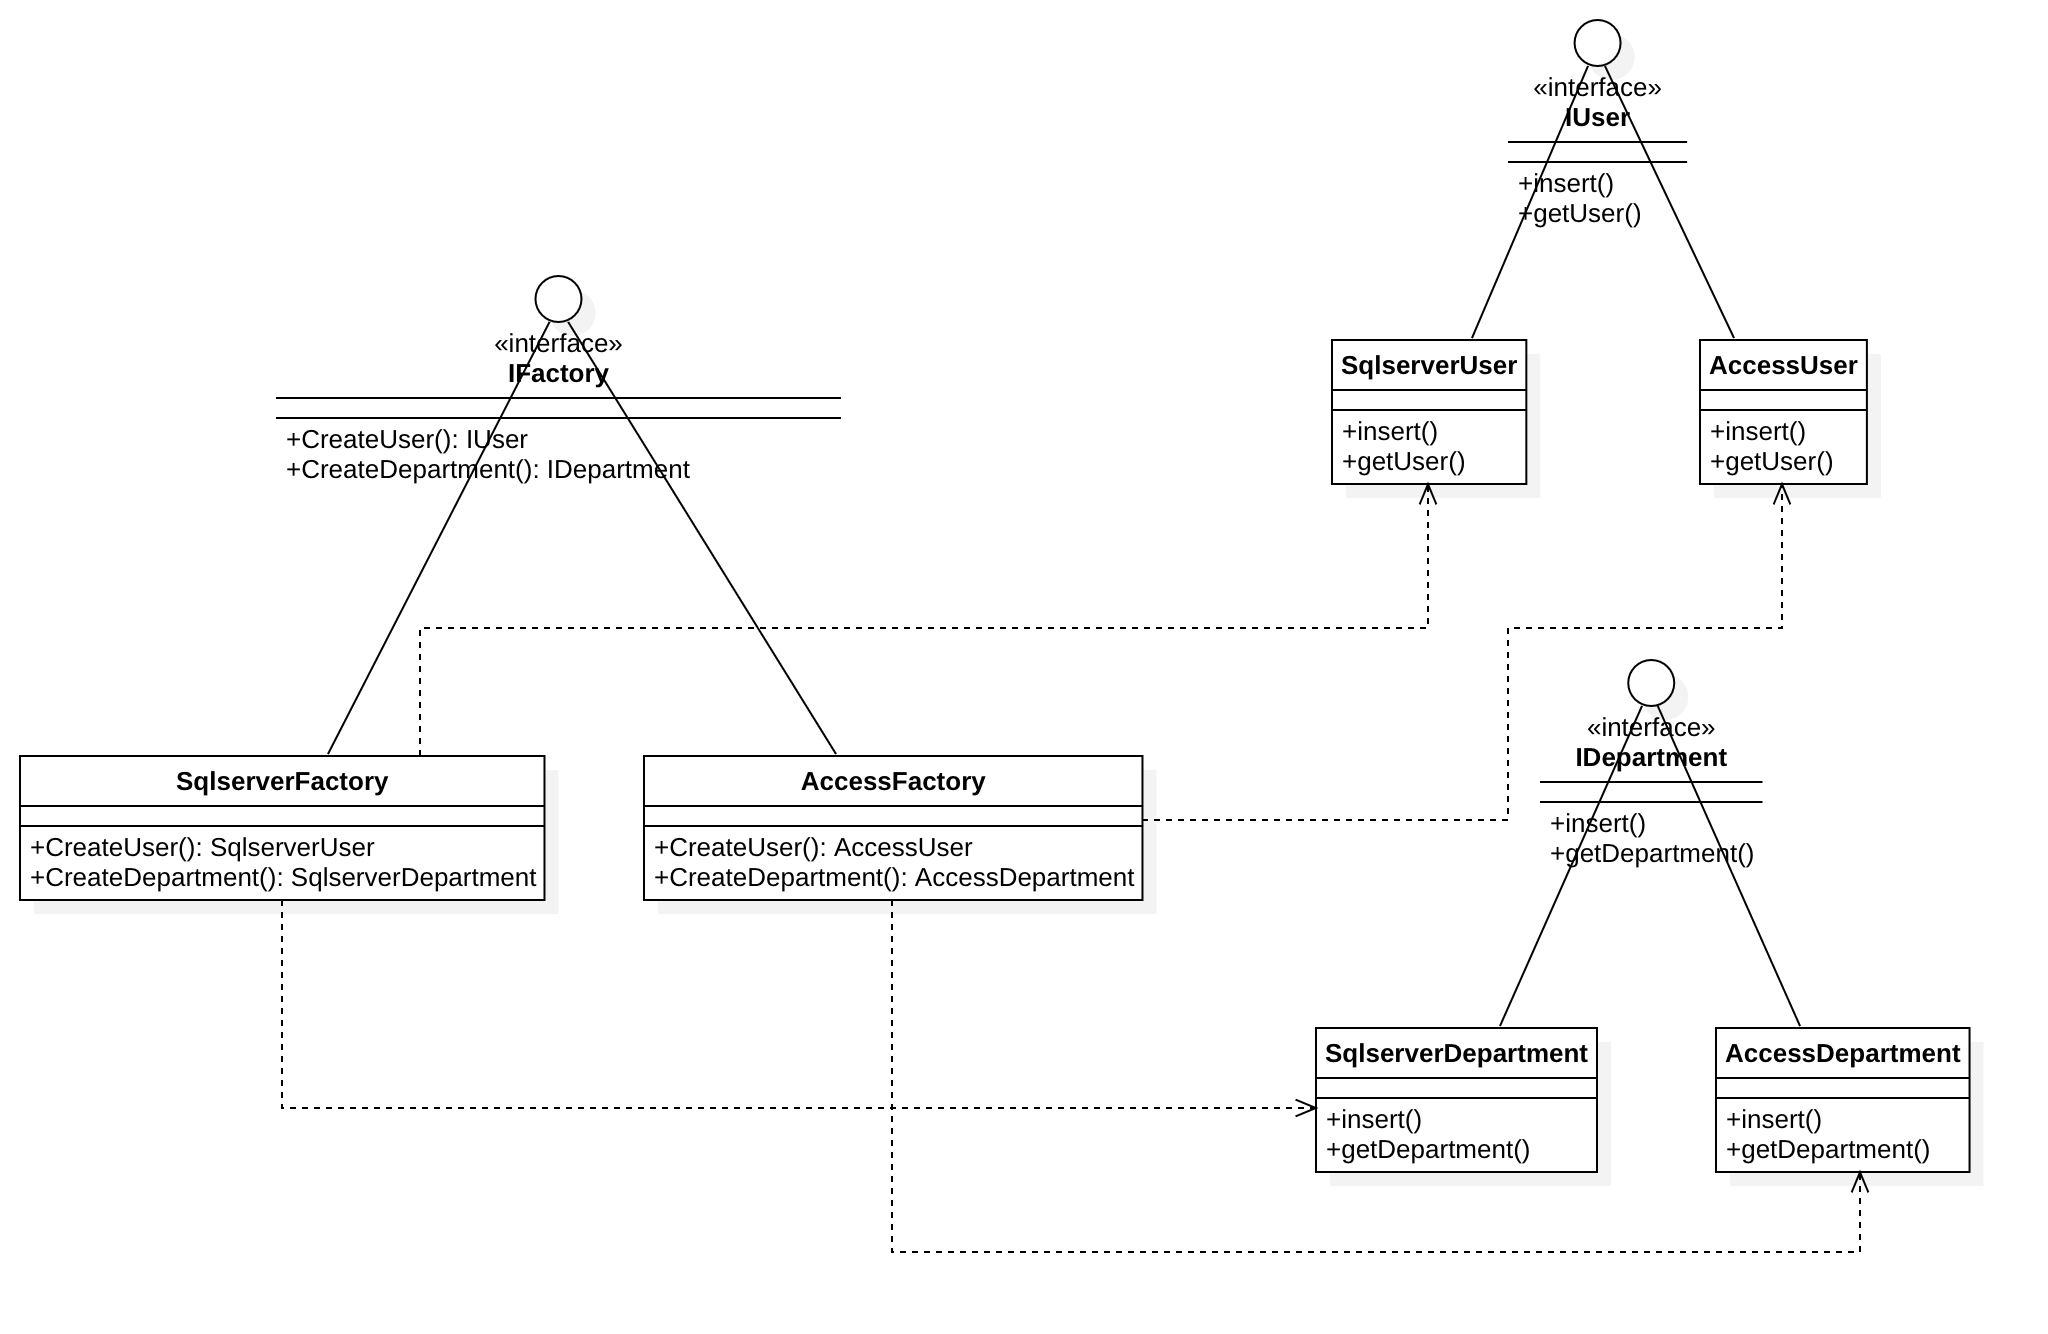 «interface»
IUser
+insert()
+getUser()
«interface»
IFactory
+CreateUser(): IUser
+CreateDepartment(): IDepartment
SqlserverUser
+insert()
+getUser()
AccessUser
+insert()
+getUser()
SqlserverFactory
+CreateUser(): SqlserverUser
+CreateDepartment(): SqlserverDepartment
AccessFactory
+CreateUser(): AccessUser
+CreateDepartment(): AccessDepartment
«interface»
IDepartment
+insert()
+getDepartment()
SqlserverDepartment
+insert()
+getDepartment()
AccessDepartment
+insert()
+getDepartment()